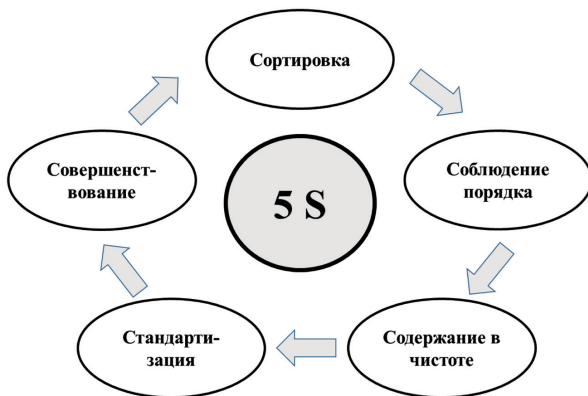 Сортировка
Соблюдение
порядка
Содержание в
чистоте
Стандарти-
зация
Совершенст-
вование
5 S